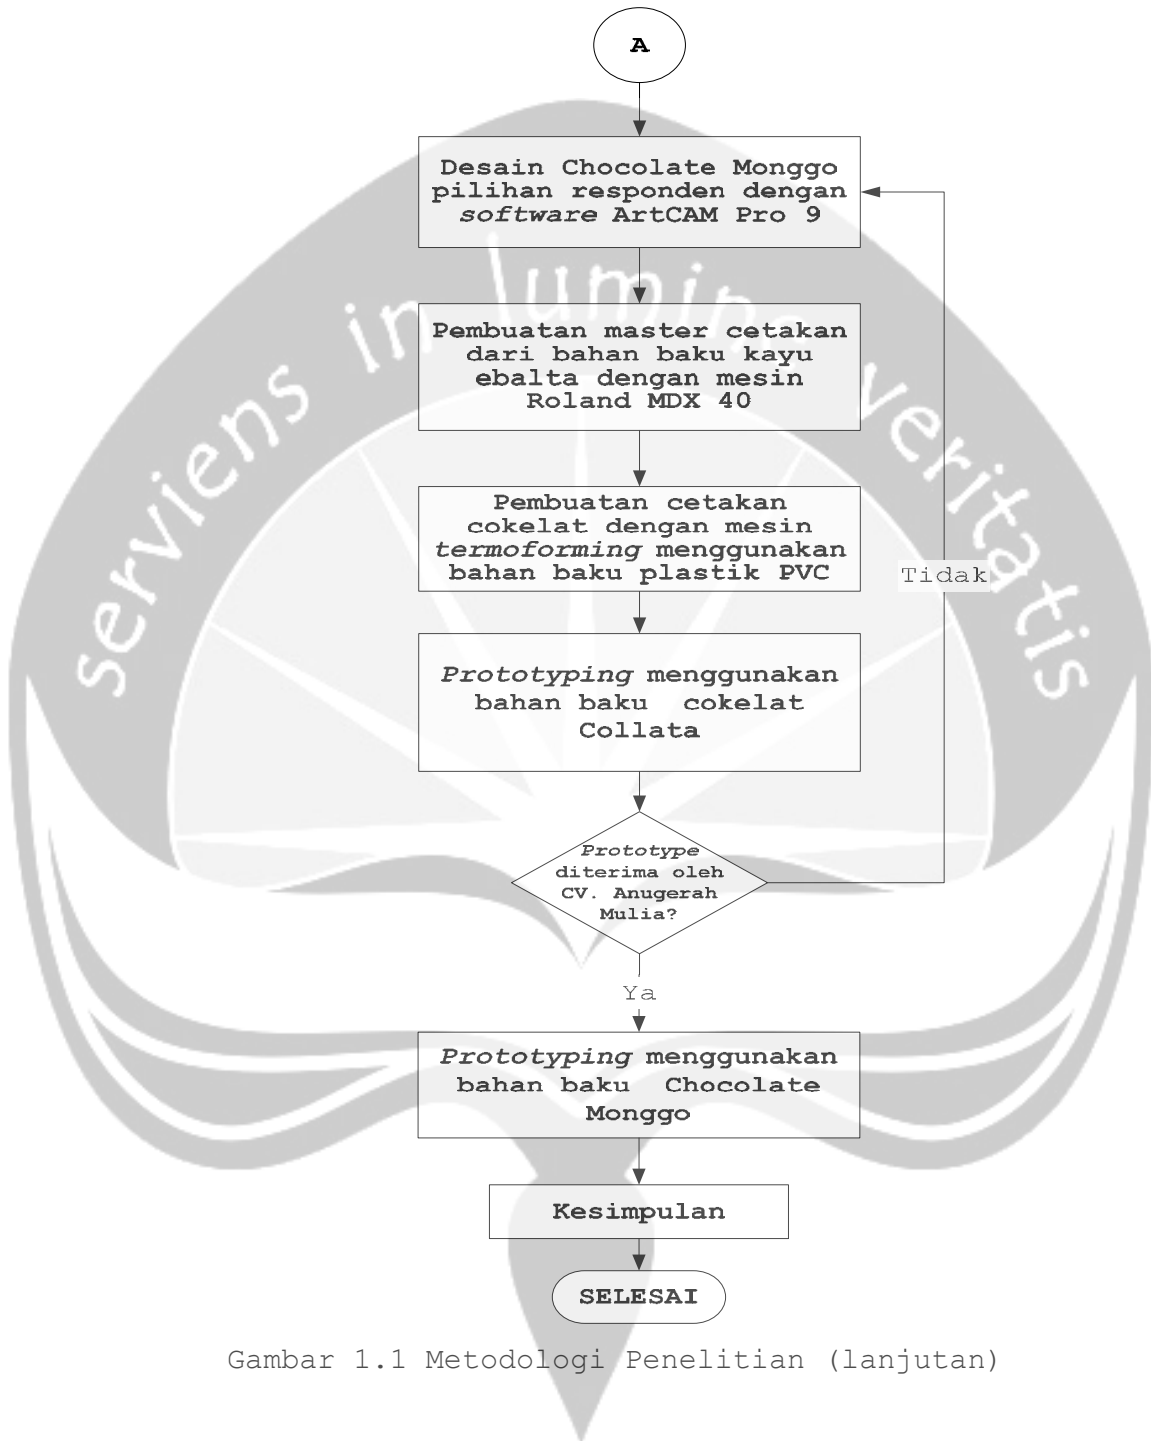 A
Desain Chocolate Monggo
pilihan responden dengan
software ArtCAM Pro 9
Pembuatan master cetakan
dari bahan baku kayu
ebalta dengan mesin
Roland MDX 40
Pembuatan cetakan
cokelat dengan mesin
termoforming menggunakan
bahan baku plastik PVC
Tidak
Prototyping menggunakan
bahan baku cokelat
Collata
Prototype
diterima oleh
CV. Anugerah
Mulia?
Ya
Prototyping menggunakan
bahan baku Chocolate
Monggo
Kesimpulan
SELESAI
Gambar 1.1 Metodologi Penelitian (lanjutan)
serviens in lumine veritatis